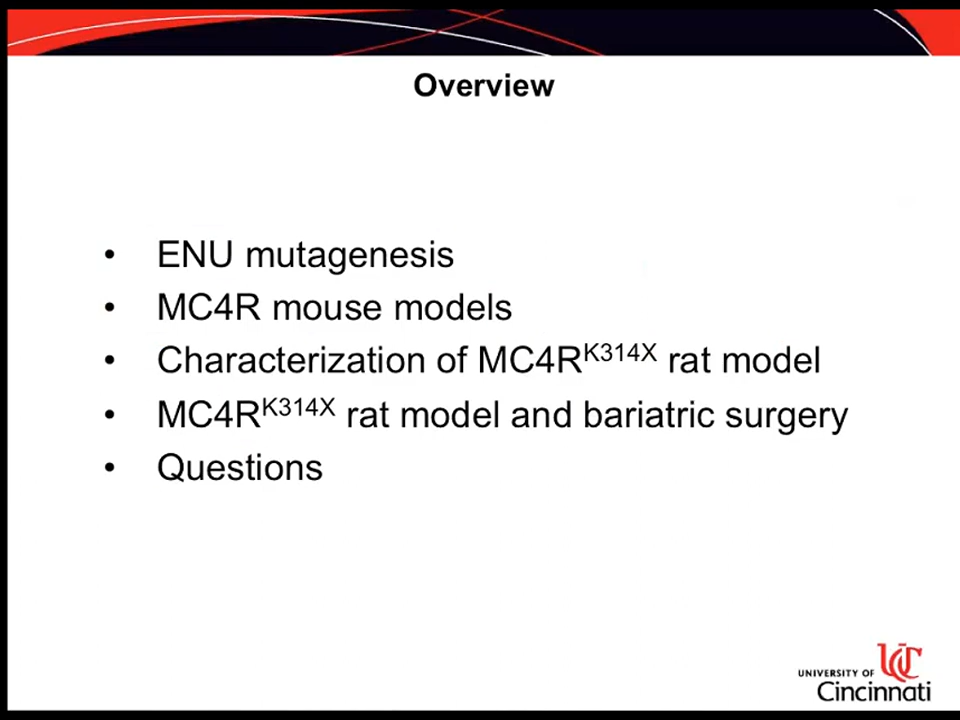 Overview
• ENU mutagenesis
• MC4R mouse models
• Characterization of MC4R^K314X rat model
• MC4R^K314X rat model and bariatric surgery
• Questions
UC
UNIVERSITY OF
Cincinnati